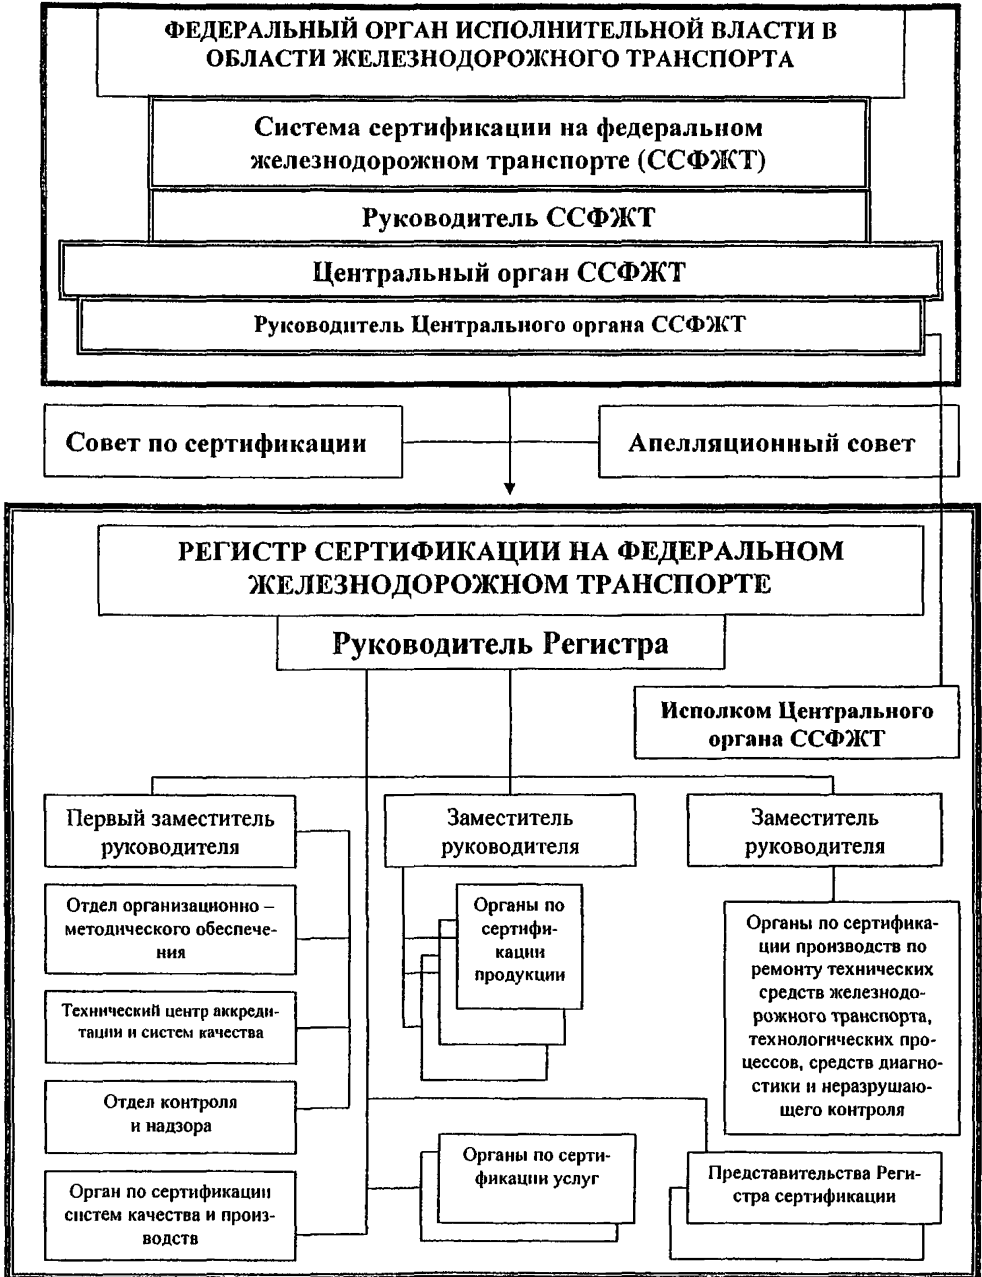 ФЕДЕРАЛЬНЫЙ ОРГАН ИСПОЛНИТЕЛЬНОЙ ВЛАСТИ В
ОБЛАСТИ ЖЕЛЕЗНОДОРОЖНОГО ТРАНСПОРТА
Система сертификации на федеральном
железнодорожном транспорте (ССФЖТ)
Руководитель ССФЖТ
Центральный орган ССФЖТ
Руководитель Центрального органа ССФЖТ
Совет по сертификации
Апелляционный совет
РЕГИСТР СЕРТИФИКАЦИИ НА ФЕДЕРАЛЬНОМ
ЖЕЛЕЗНОДОРОЖНОМ ТРАНСПОРТЕ
Руководитель Регистра
Исполком Центрального
органа ССФЖТ
Первый заместитель
руководителя
Заместитель
руководителя
Заместитель
руководителя
Отдел организационно –
методического обеспече-
ния
Технический центр аккреди-
тации и систем качества
Отдел контроля
и надзора
Орган по сертификации
систем качества и произ-
водств
Органы по
сертифи-
кации
продукции
Органы по серти-
фикации услуг
Органы по сертифика-
ции производств по
ремонту технических
средств железнодо-
рожного транспорта,
технологических про-
цессов, средств диагно-
стики и неразрушаю-
щего контроля
Представительства Реги-
стра сертификации